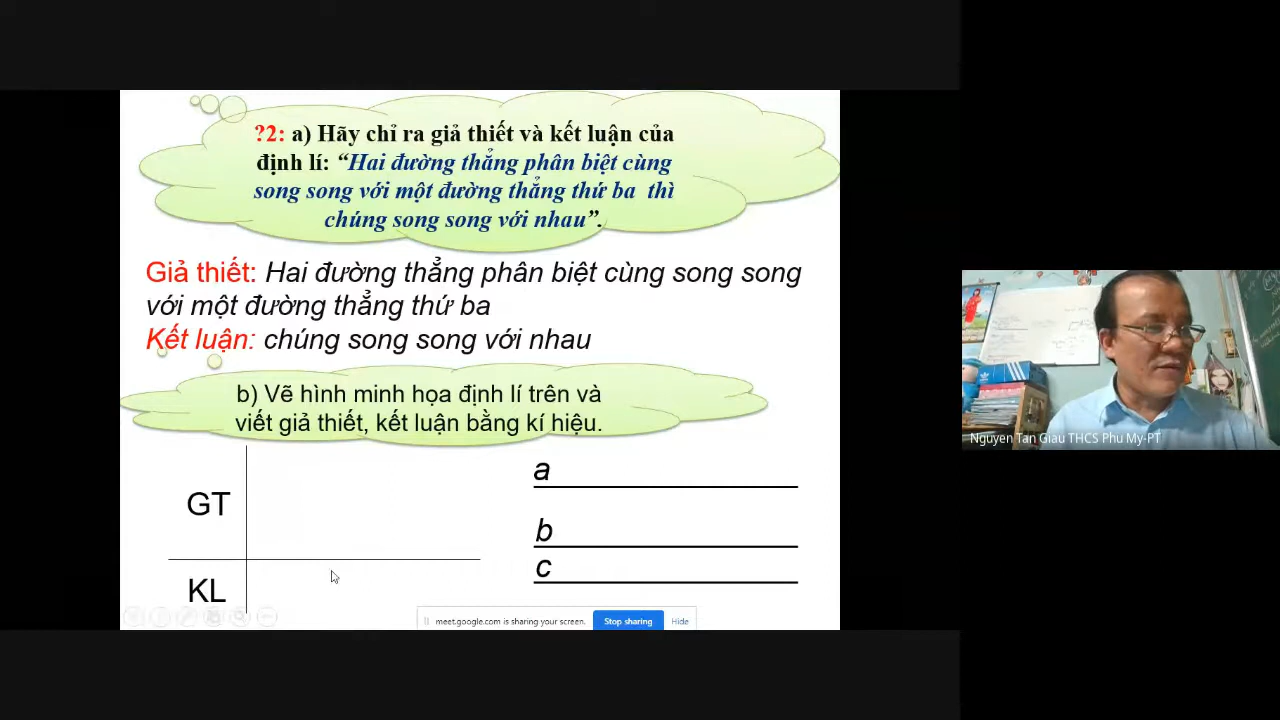 ?2: a) Hãy chỉ ra giả thiết và kết luận của
định lí: “Hai đường thẳng phân biệt cùng
song song với một đường thẳng thứ ba thì
chúng song song với nhau”.
Giả thiết: Hai đường thẳng phân biệt cùng song song
với một đường thẳng thứ ba
Kết luận: chúng song song với nhau
b) Vẽ hình minh họa định lí trên và
viết giả thiết, kết luận bằng kí hiệu.
GT
KL
a
b
c
meet.google.com is sharing your screen.
Stop sharing
Hide
Nguyen Tan Giau THCS Phu My-PT